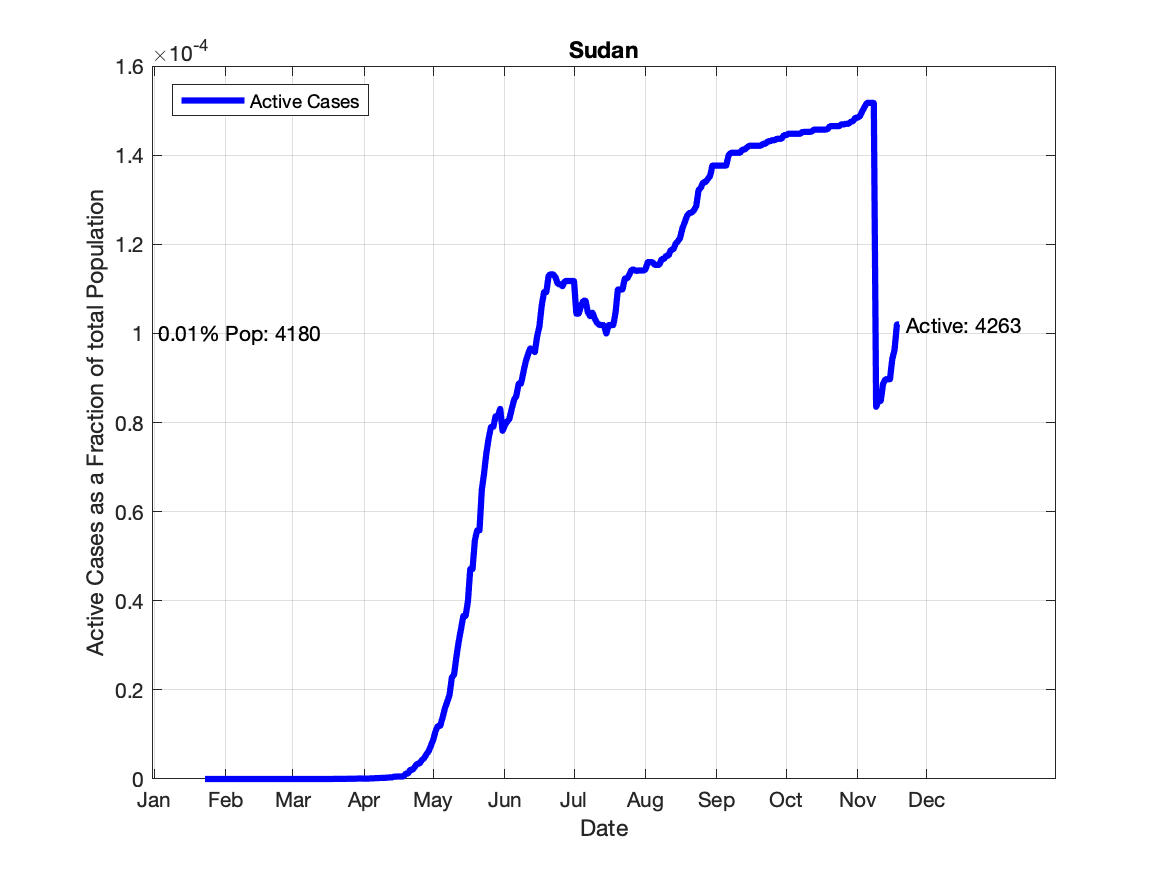 Sudan
×10-4
1.6
1.4
1.2
1
0.8
0.6
0.4
0.2
0
Active Cases as a Fraction of total Population
Active Cases
0.01% Pop: 4180
Active: 4263
Jan Feb Mar Apr May Jun Jul Aug Sep Oct Nov Dec
Date